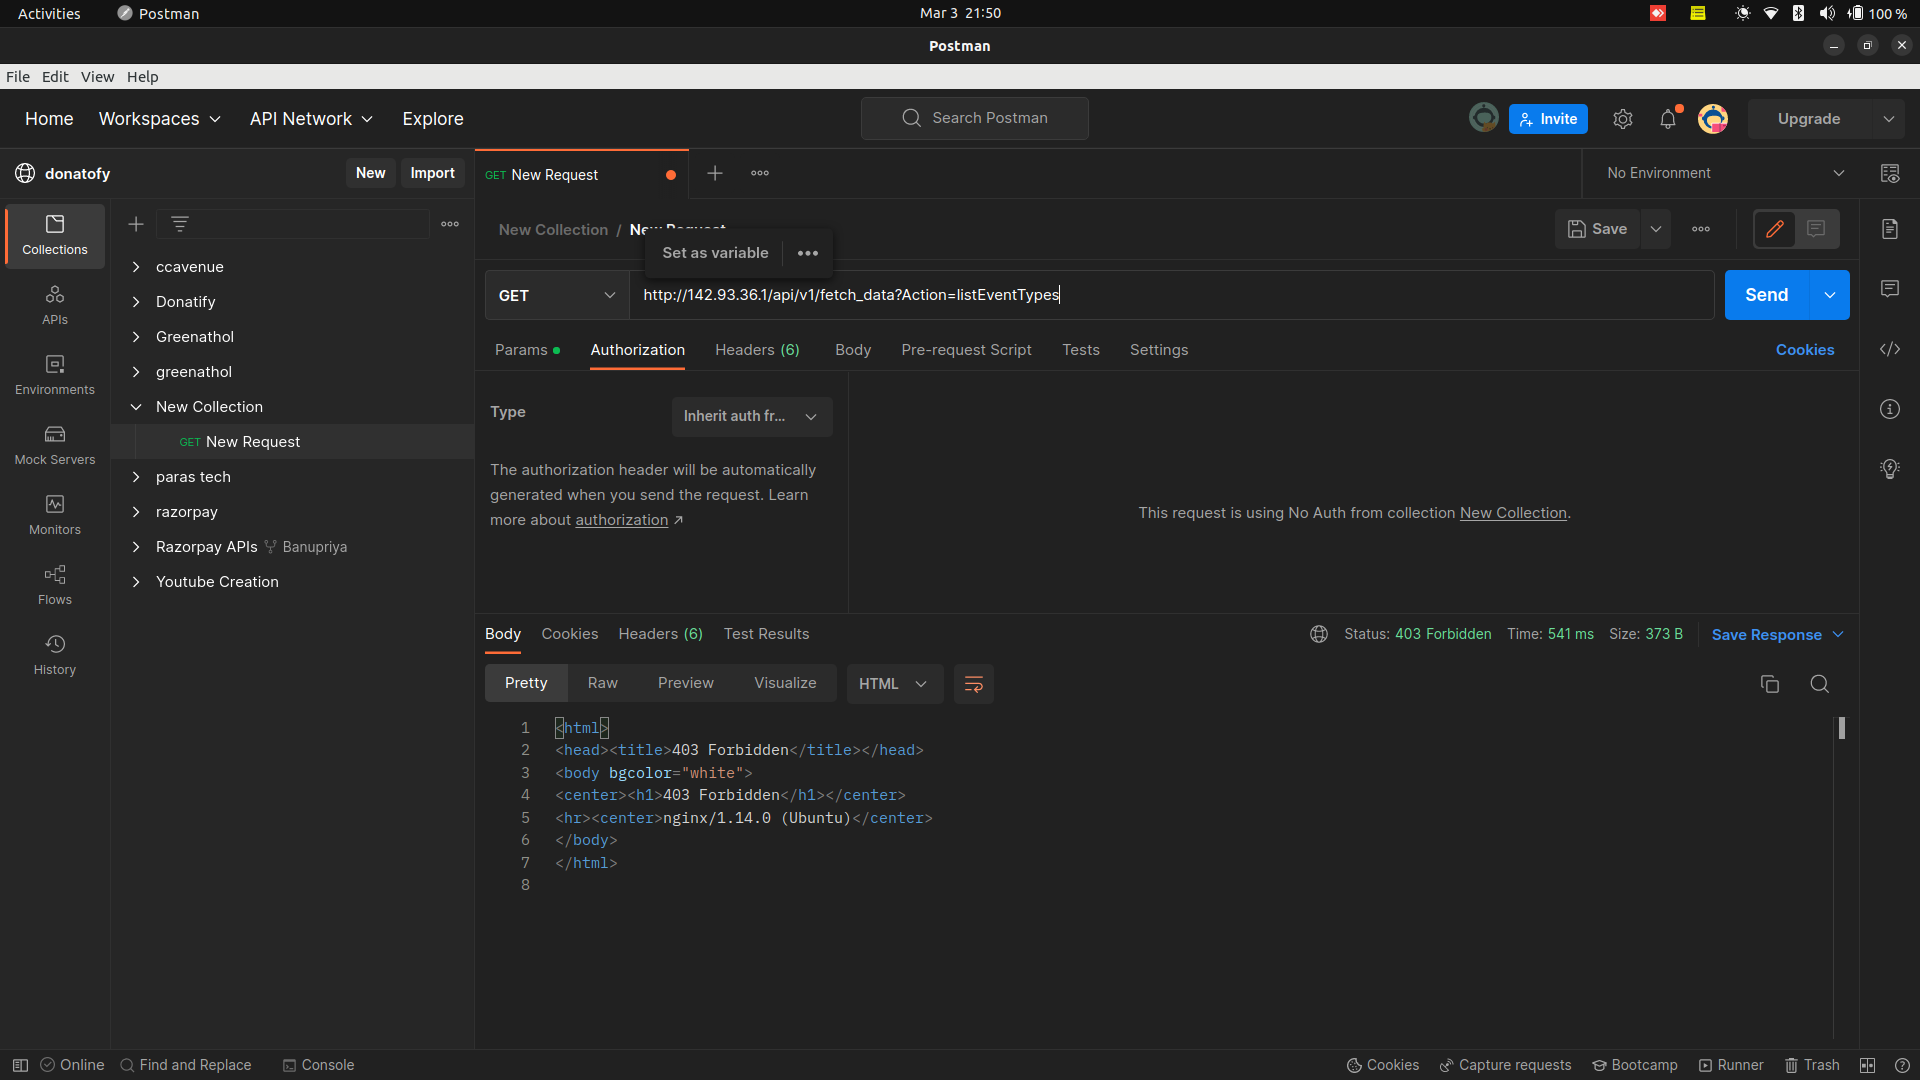 Activities
Postman
Mar 3 21:50
100 %
Postman
File Edit View Help
Home
Workspaces
API Network
Explore
Search Postman
Invite
Upgrade
donatofy
New
Import
GET New Request
No Environment
Collections
APIs
Environments
Mock Servers
Monitors
Flows
History
ccavenue
Donatify
Greenathol
greenathol
New Collection
GET New Request
paras tech
razorpay
Razorpay APIs Banupriya
Youtube Creation
New Collection / New Request
Save
Set as variable
GET
http://142.93.36.1/api/v1/fetch_data?Action=listEventTypes
Send
Params
Authorization
Headers (6)
Body
Pre-request Script
Tests
Settings
Cookies
Type
Inherit auth fr...
The authorization header will be automatically
generated when you send the request. Learn
more about authorization ↗
This request is using No Auth from collection New Collection.
Body
Cookies
Headers (6)
Test Results
Status: 403 Forbidden
Time: 541 ms
Size: 373 B
Save Response
Pretty
Raw
Preview
Visualize
HTML
1 <html>
2 <head><title>403 Forbidden</title></head>
3 <body bgcolor="white">
4 <center><h1>403 Forbidden</h1></center>
5 <hr><center>nginx/1.14.0 (Ubuntu)</center>
6 </body>
7 </html>
8
Online
Find and Replace
Console
Cookies
Capture requests
Bootcamp
Runner
Trash